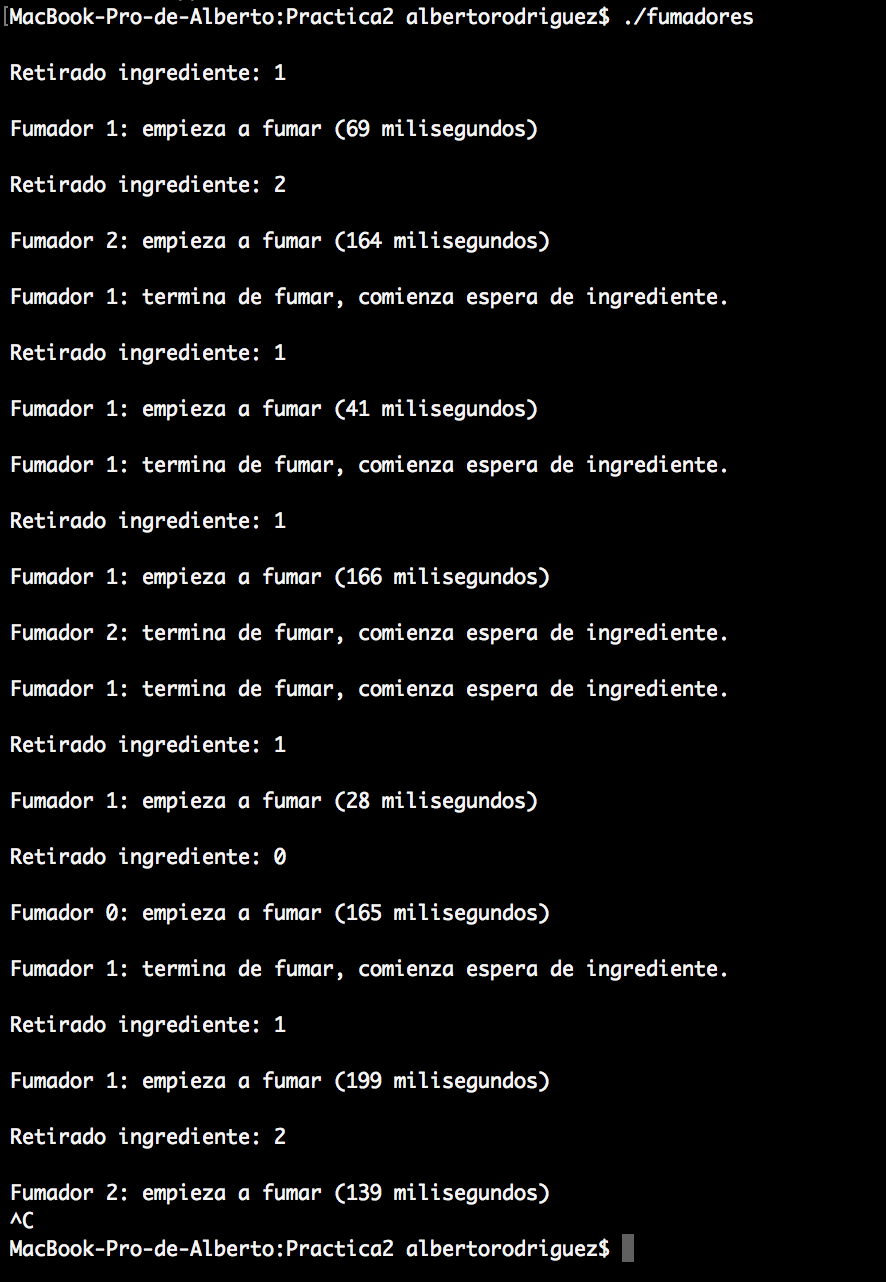 [MacBook-Pro-de-Alberto:Practica2 albertorodriguez$ ./fumadores
Retirado ingrediente: 1
Fumador 1: empieza a fumar (69 milisegundos)
Retirado ingrediente: 2
Fumador 2: empieza a fumar (164 milisegundos)
Fumador 1: termina de fumar, comienza espera de ingrediente.
Retirado ingrediente: 1
Fumador 1: empieza a fumar (41 milisegundos)
Fumador 1: termina de fumar, comienza espera de ingrediente.
Retirado ingrediente: 1
Fumador 1: empieza a fumar (166 milisegundos)
Fumador 2: termina de fumar, comienza espera de ingrediente.
Fumador 1: termina de fumar, comienza espera de ingrediente.
Retirado ingrediente: 1
Fumador 1: empieza a fumar (28 milisegundos)
Retirado ingrediente: 0
Fumador 0: empieza a fumar (165 milisegundos)
Fumador 1: termina de fumar, comienza espera de ingrediente.
Retirado ingrediente: 1
Fumador 1: empieza a fumar (199 milisegundos)
Retirado ingrediente: 2
Fumador 2: empieza a fumar (139 milisegundos)
^C
MacBook-Pro-de-Alberto:Practica2 albertorodriguez$